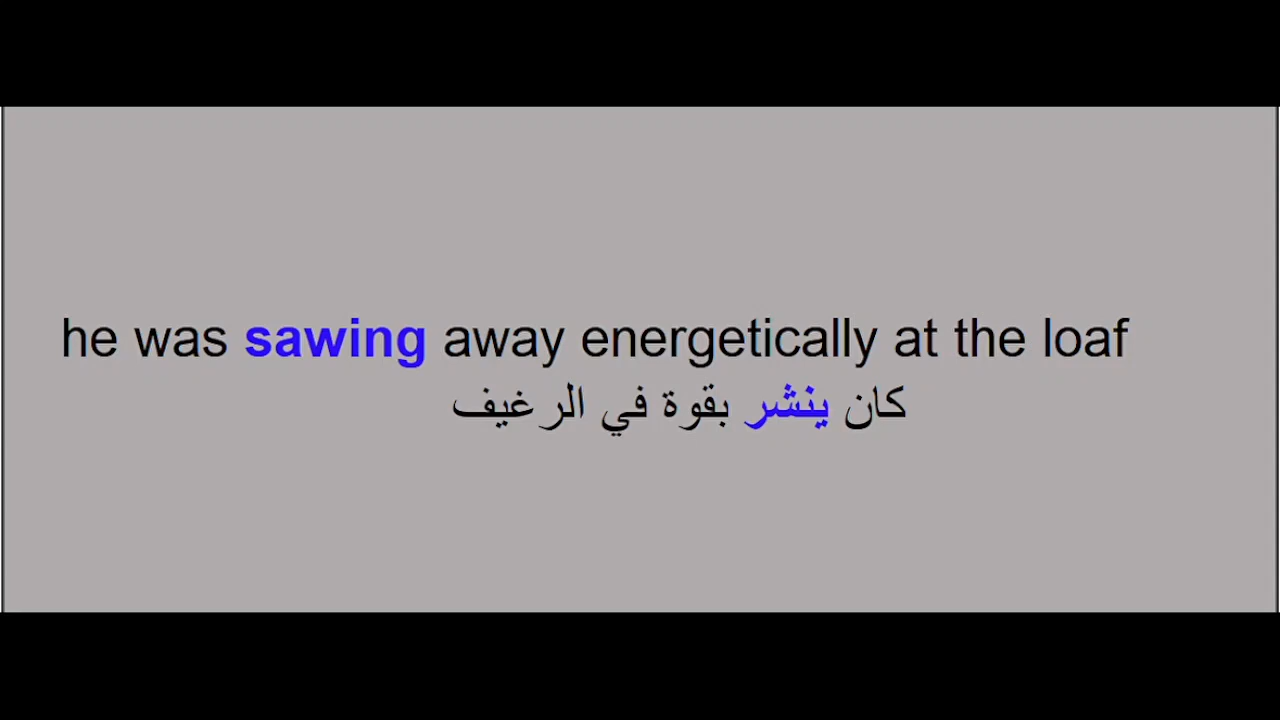 he was sawing away energetically at the loaf
كان ينشر بقوة في الرغيف